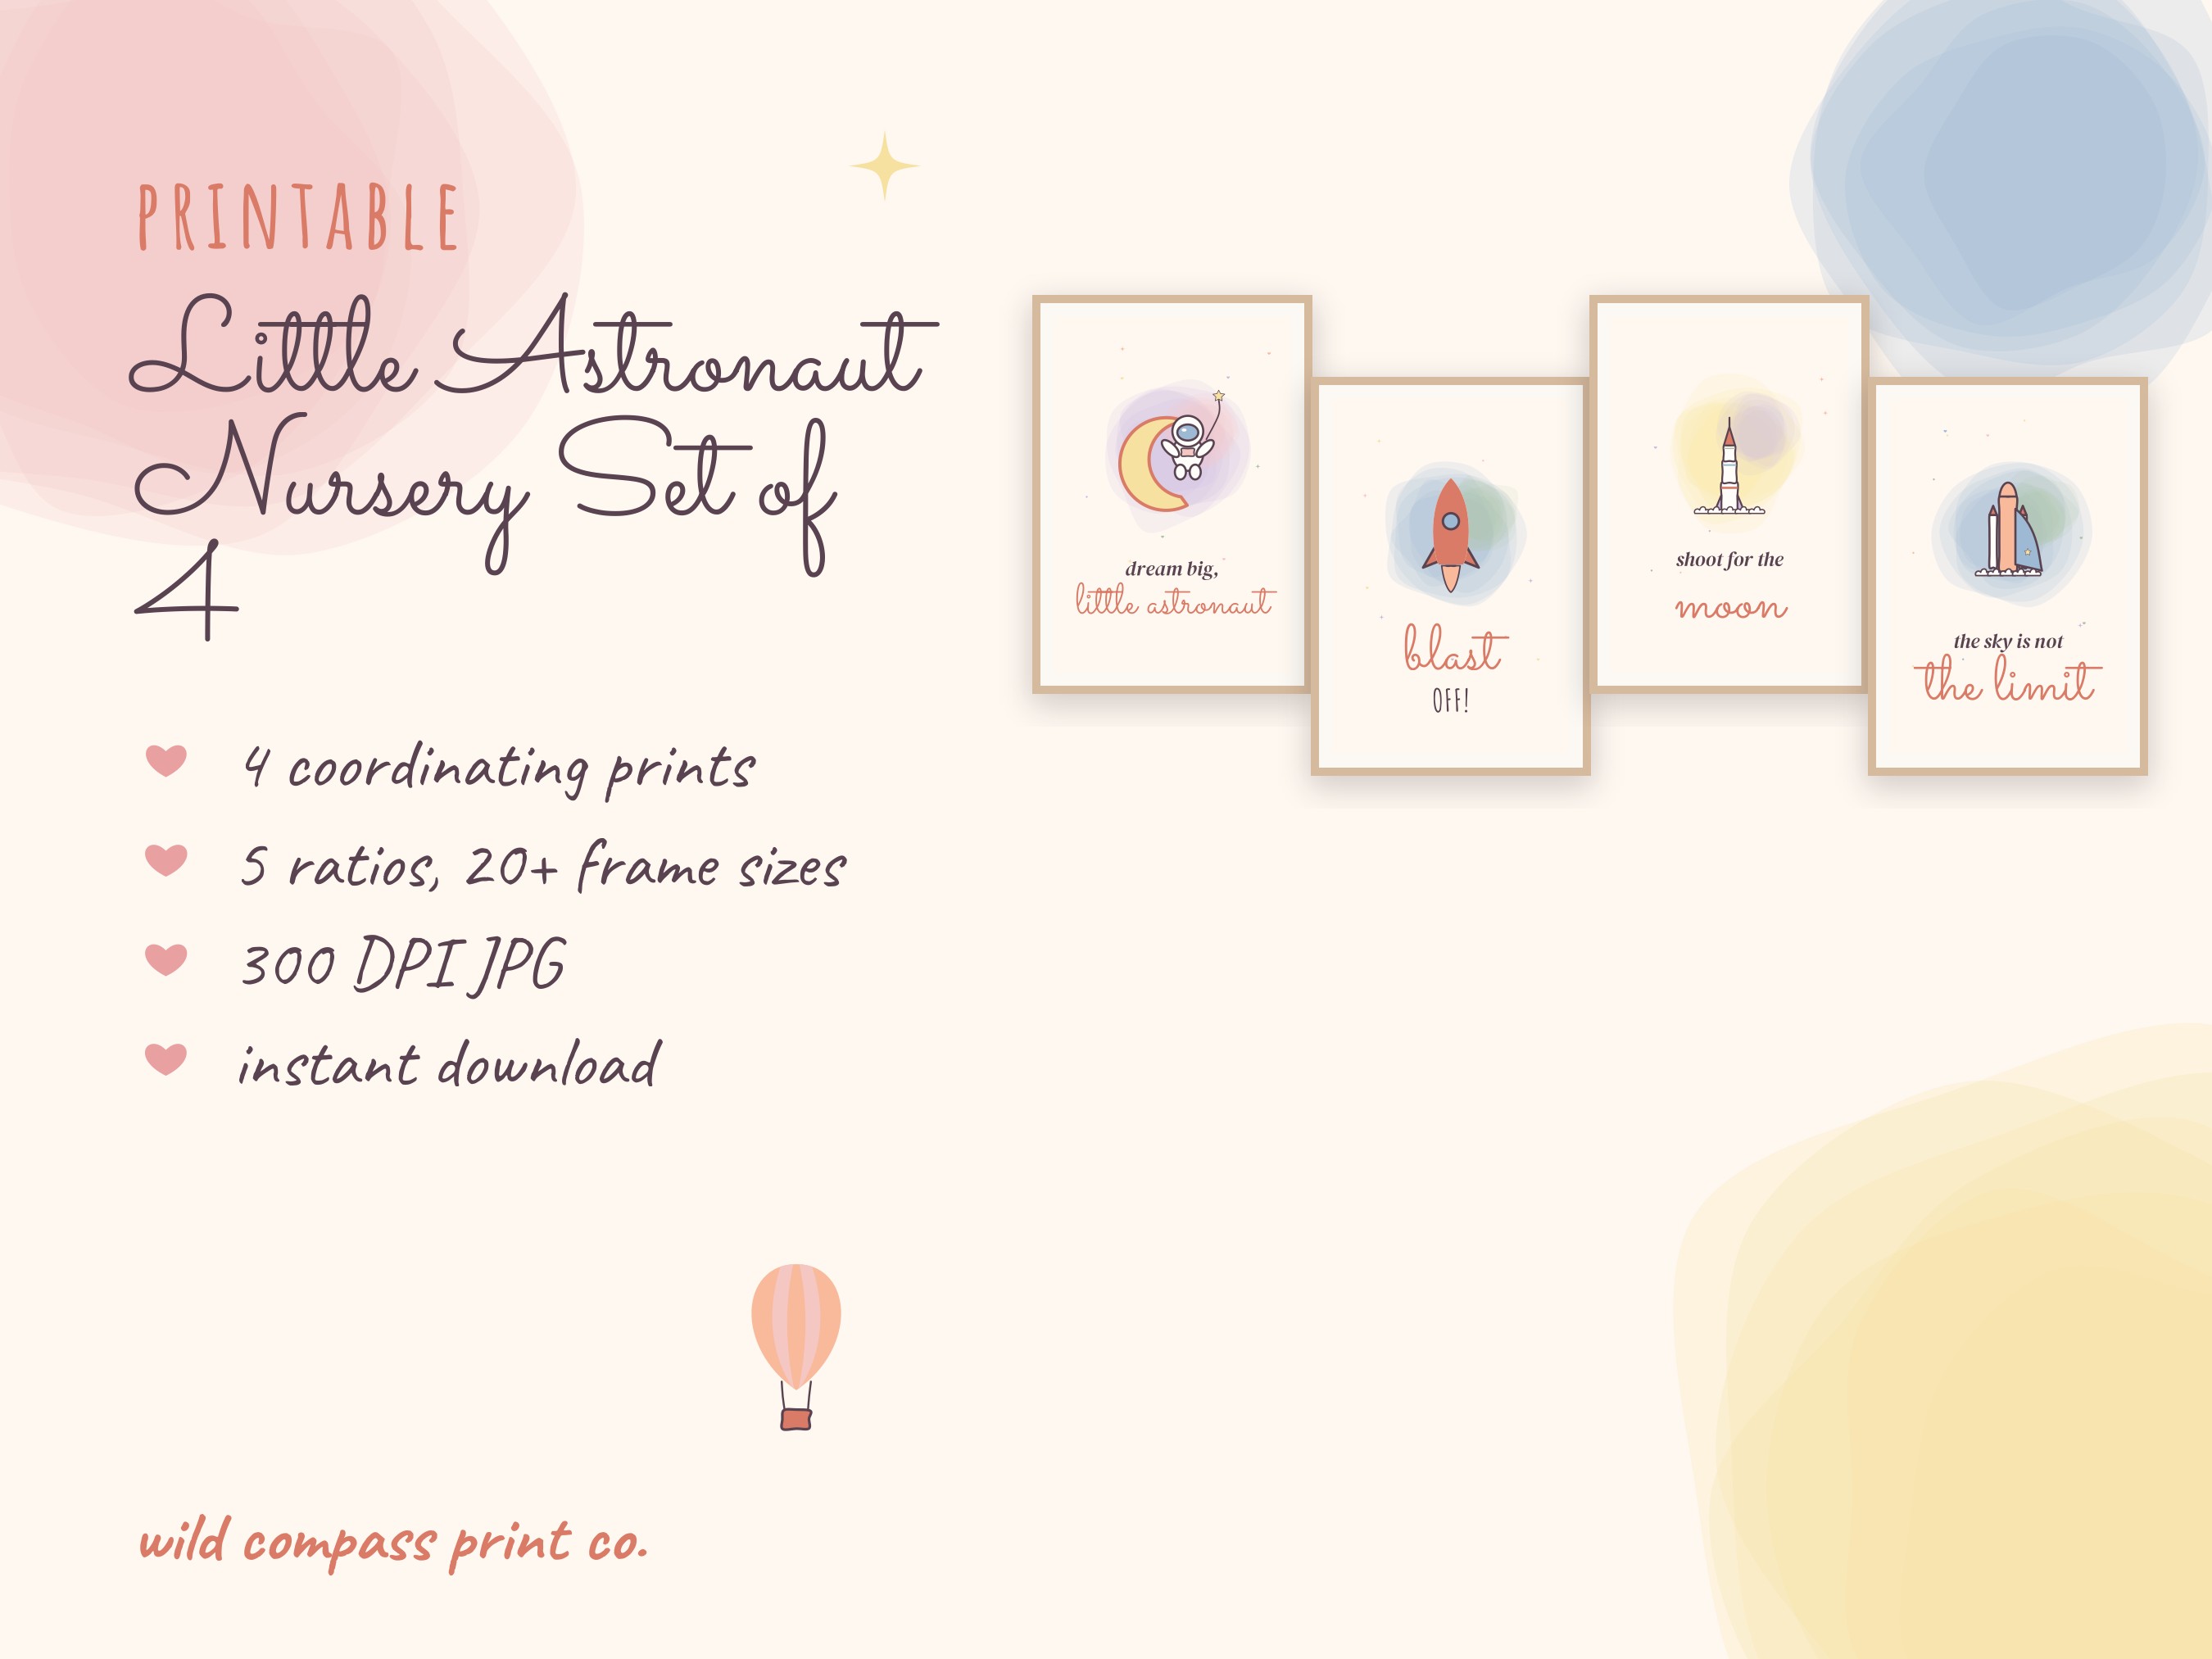 PRINTABLE
Little Astronaut
Nursery Set of
4
4 coordinating prints
5 ratios, 20+ frame sizes
300 DPI JPG
instant download
wild compass print co.
dream big,
little astronaut
blast
OFF!
shoot for the
moon
the sky is not
the limit